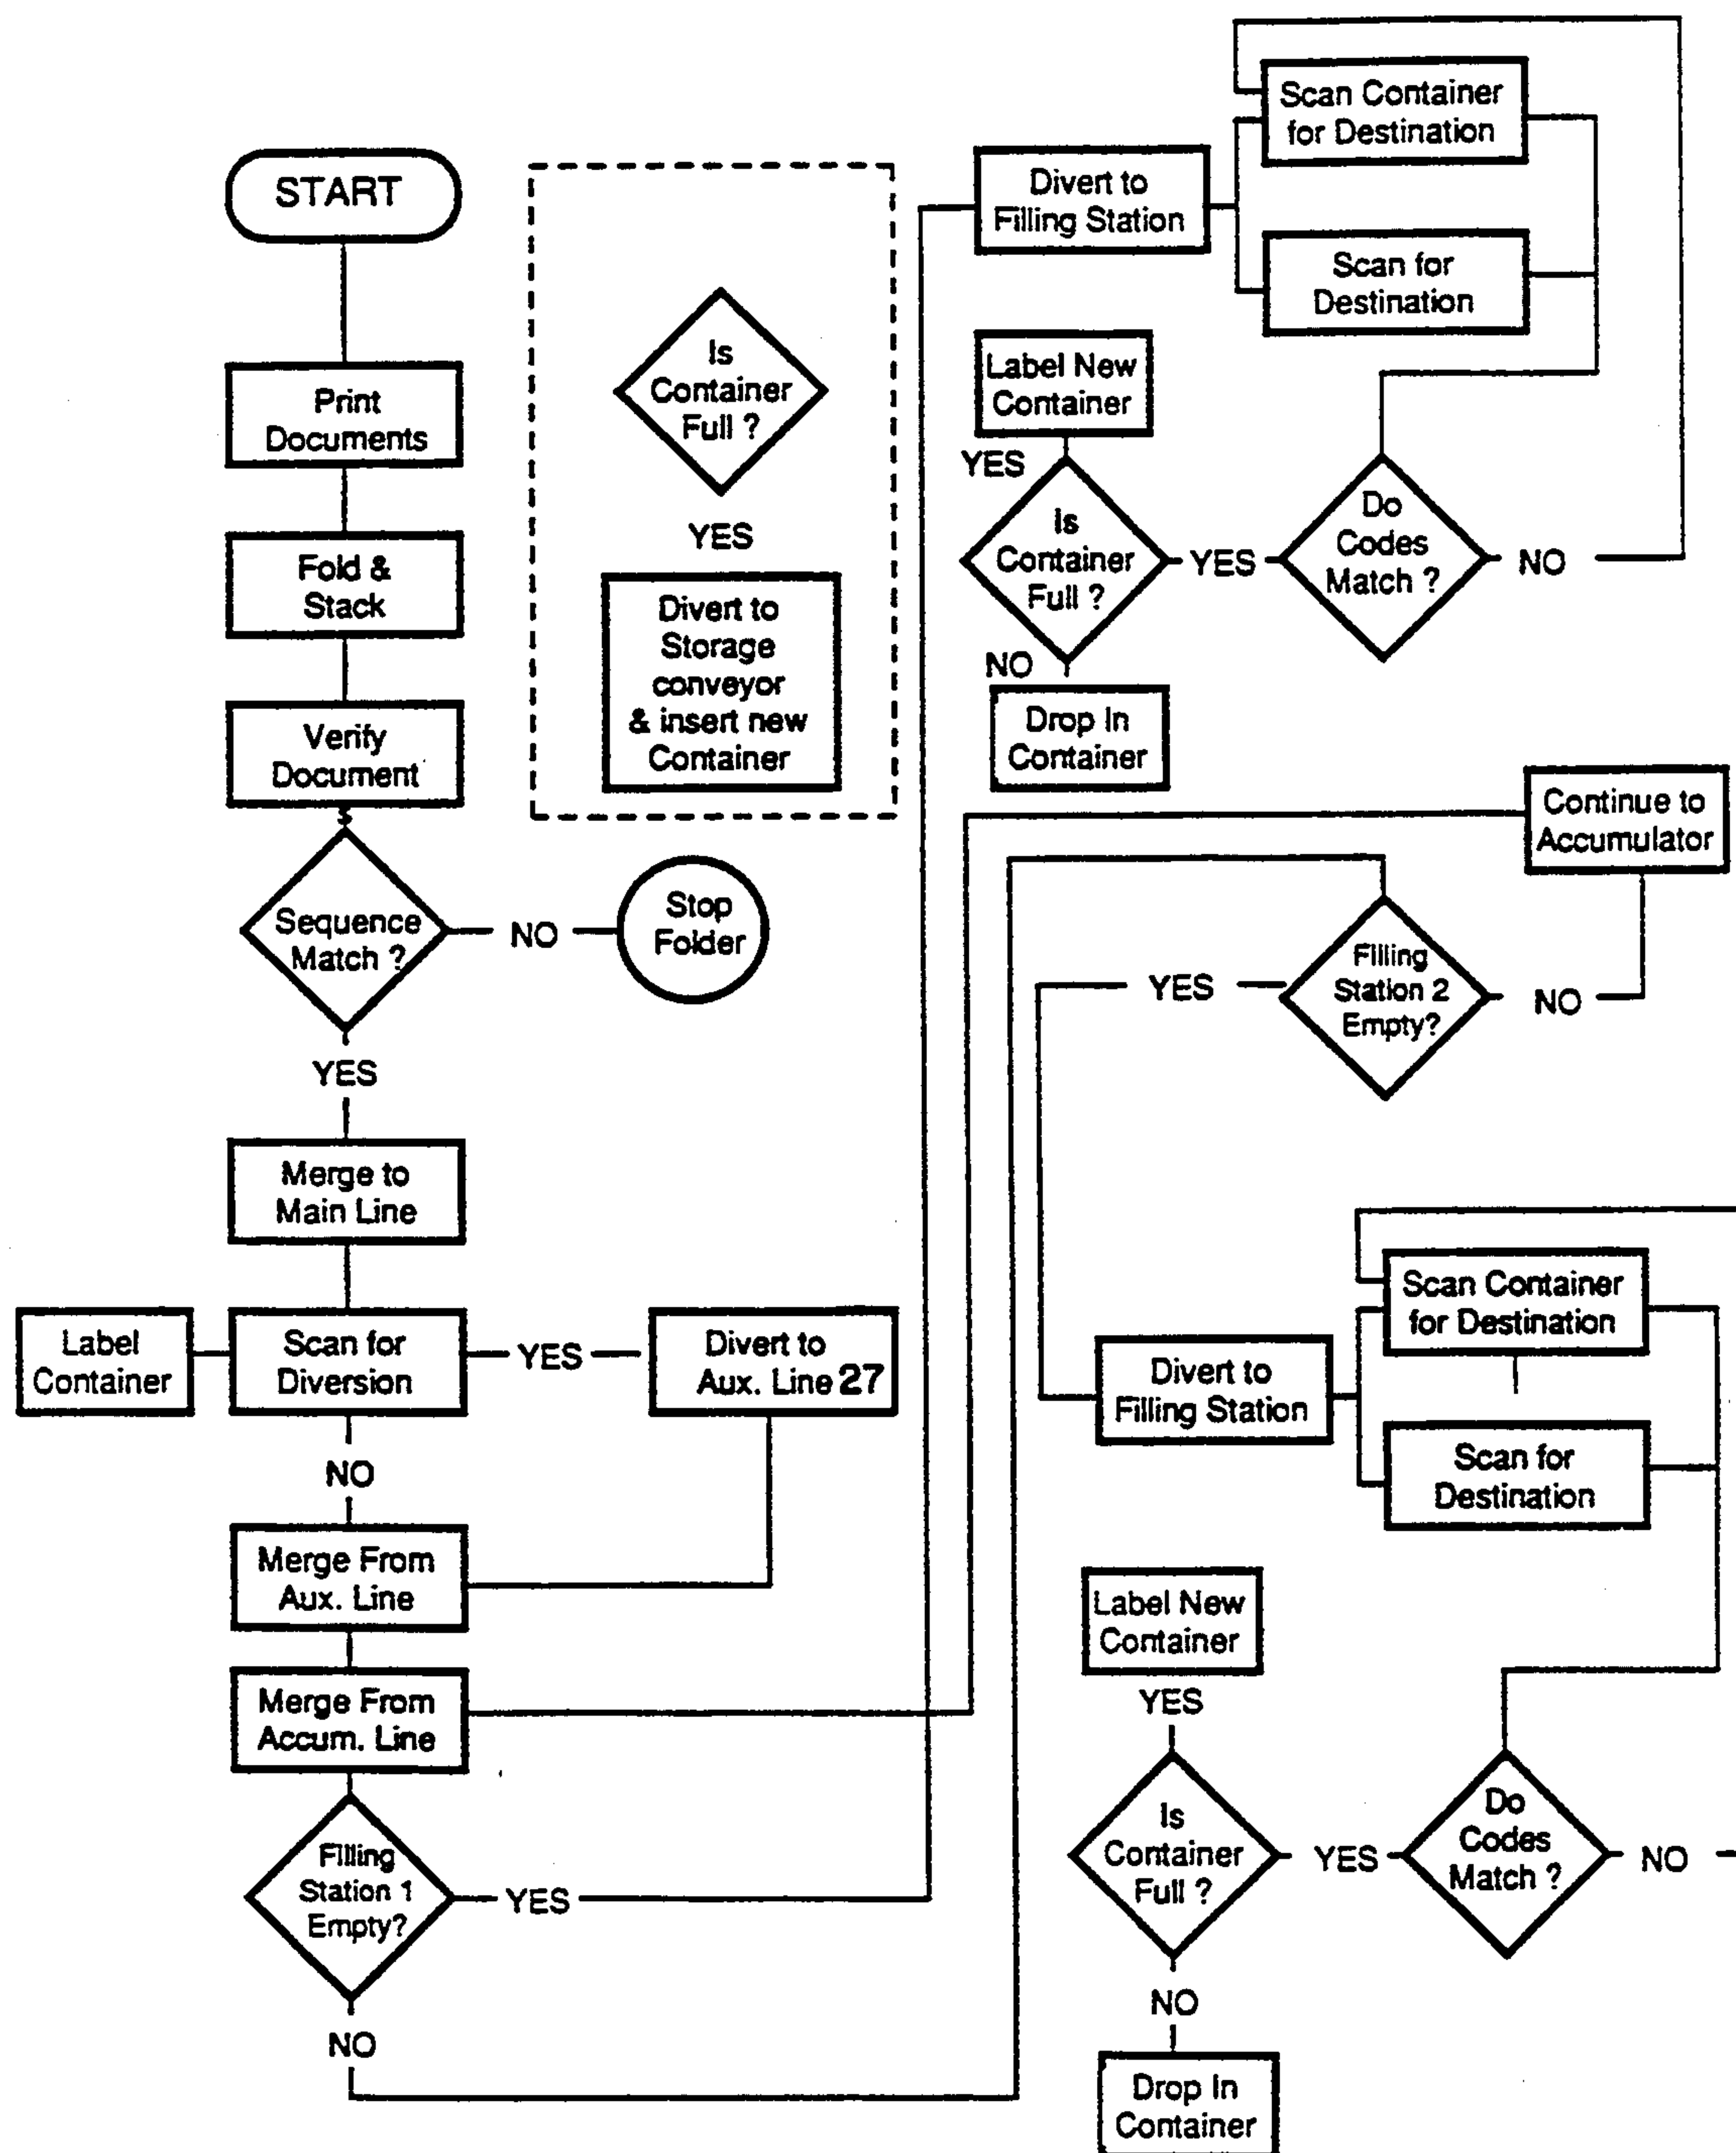 START
Print
Documents
Fold &
Stack
Verify
Document
Sequence
Match ?
NO
Stop
Folder
YES
Merge to
Main Line
Label
Container
Scan for
Diversion
YES
Divert to
Aux. Line 27
NO
Merge From
Aux. Line
Merge From
Accum. Line
Filling
Station 1
Empty?
YES
NO
Is
Container
Full ?
YES
Divert to
Storage
conveyor
& insert new
Container
Divert to
Filling Station
Scan Container
for Destination
Scan for
Destination
Label New
Container
YES
Is
Container
Full ?
YES
Do
Codes
Match ?
NO
NO
Drop In
Container
Continue to
Accumulator
YES
Filling
Station 2
Empty?
NO
Divert to
Filling Station
Scan Container
for Destination
Scan for
Destination
Label New
Container
YES
Is
Container
Full ?
YES
Do
Codes
Match ?
NO
NO
Drop In
Container